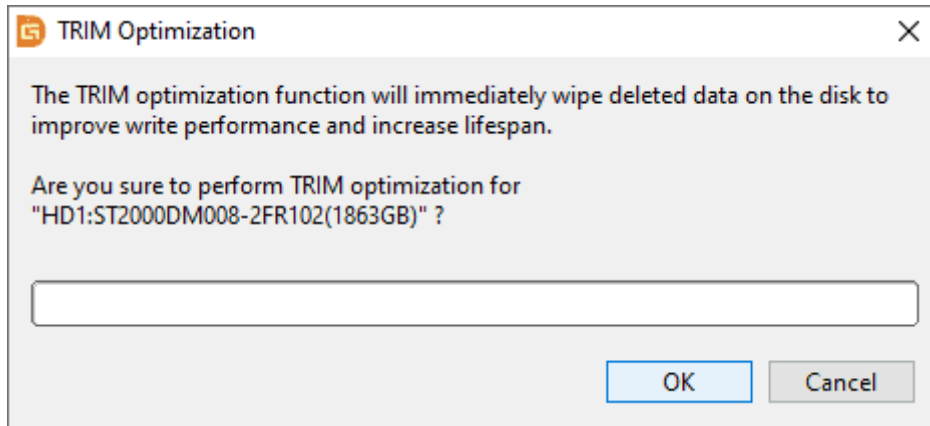 TRIM Optimization
The TRIM optimization function will immediately wipe deleted data on the disk to
improve write performance and increase lifespan.
Are you sure to perform TRIM optimization for
"HD1:ST2000DM008-2FR102(1863GB)" ?
OK
Cancel